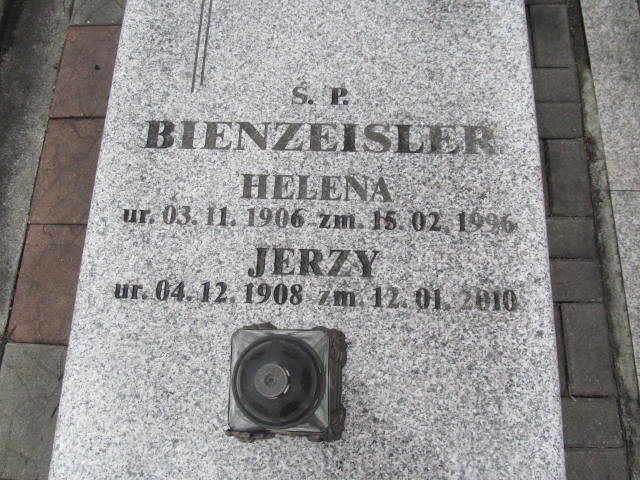 Ś. P.
BIENZEISLER
HELENA
ur. 03. 11. 1906 zm. 15. 02. 1996
JERZY
ur. 04. 12. 1908 zm. 12. 01. 2010